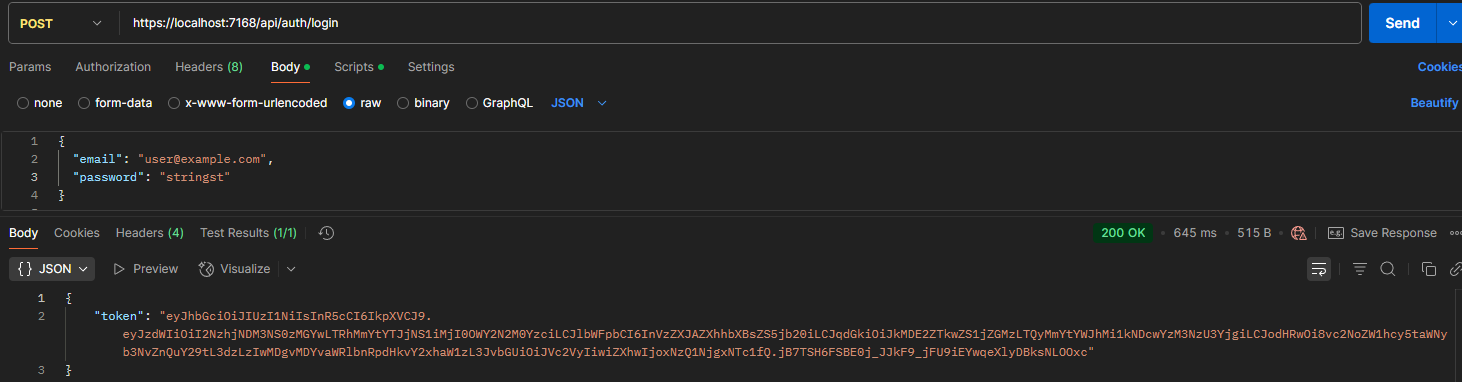 POST https://localhost:7168/api/auth/login Send
Params Authorization Headers (8) Body Scripts Settings Cookies
none form-data x-www-form-urlencoded raw binary GraphQL JSON Beautify
1 {
2 "email": "user@example.com",
3 "password": "stringst"
4 }
Body Cookies Headers (4) Test Results (1/1) 200 OK • 645 ms • 515 B e.g. Save Response
{} JSON Preview Visualize
1 {
2 "token": "eyJhbGciOiJIUzI1NiIsInR5cCI6IkpXVCJ9.
eyJzdWIiOiI2NzhjNDM3NS0zMGYwLTRhMmYtYTJjNS1iMjI0OWY2N2M0YzciLCJlbWFpbCI6InVzZXJAZXhhbXBsZS5jb20iLCJqdGkiOiJkMDE2ZTkwZS1jZGMzLTQyMmYtYWJhMi1kNDcwYzM3NzU3YjgiLCJodHRwOi8vc2NoZW1hcy5taWNy
b3NvZnQuY29tL3dzLzIwMDgvMDYvaWRlbnRpdHkvY2xhaW1zL3JvbGUiOiJVc2VyIiwiZXhwIjoxNzQ1NjgxNTc1fQ.jB7TSH6FSBE0j_JJkF9_jFU9iEYwqeXlyDBksNLOOxc"
3 }